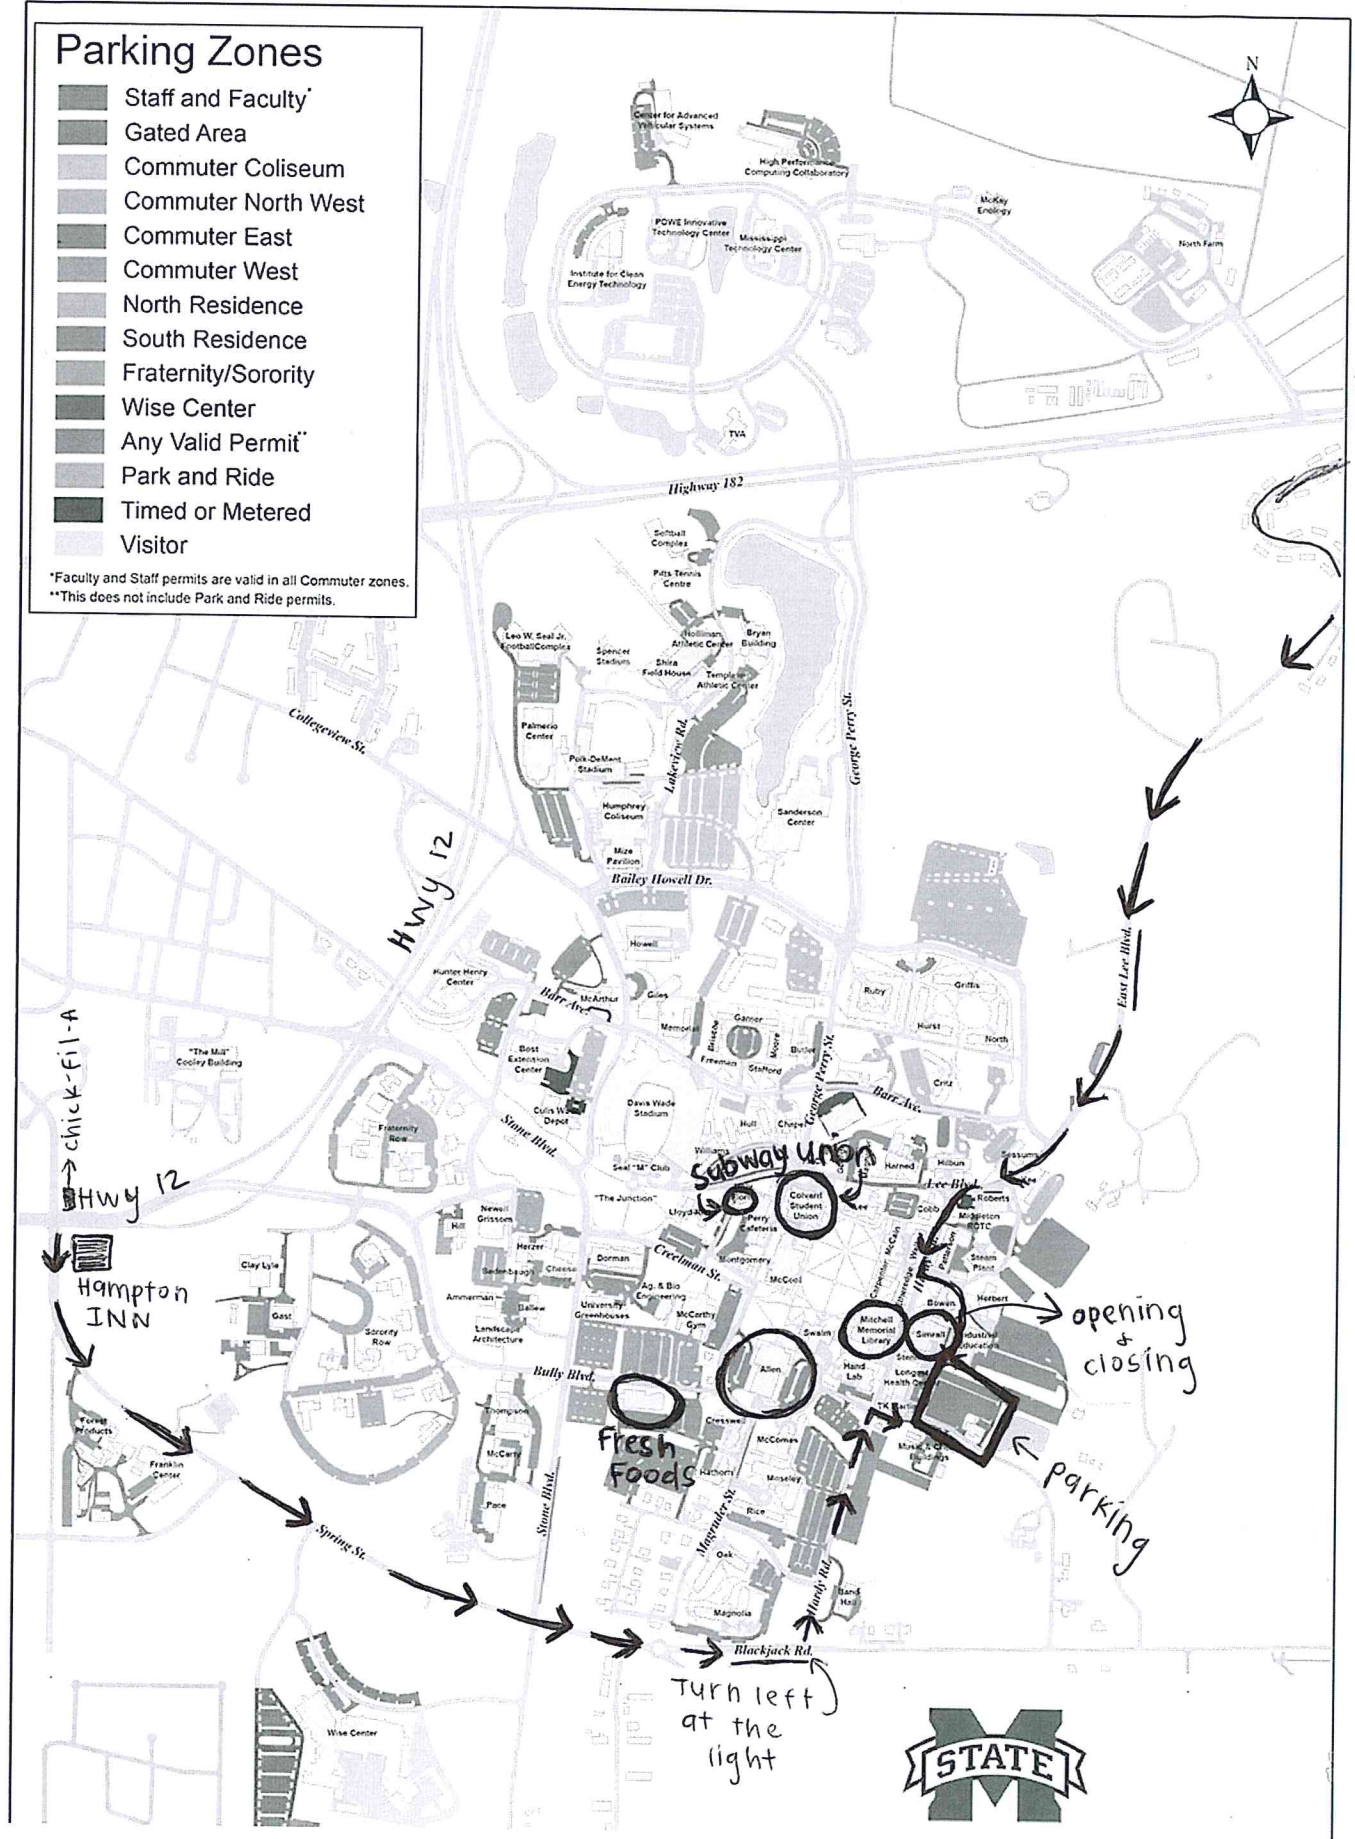 Parking Zones
Staff and Faculty*
Gated Area
Commuter Coliseum
Commuter North West
Commuter East
Commuter West
North Residence
South Residence
Fraternity/Sorority
Wise Center
Any Valid Permit**
Park and Ride
Timed or Metered
Visitor
*Faculty and Staff permits are valid in all Commuter zones.
**This does not include Park and Ride permits.
N
Center for Advanced
Vehicular Systems
High Performance
Computing Collaboratory
McKay
Enology
North Farm
POWE Innovative
Technology Center
Mississippi
Technology Center
Institute for Clean
Energy Technology
TVA
Highway 182
Softball
Complex
Pitts Tennis
Centre
Leo W. Seal Jr.
Football Complex
Spencer
Stadium
Holliman
Athletic Center
Bryan
Building
Shira
Field House
Templeton
Athletic Center
Collegeview St.
Palmeiro
Center
Lakeview Rd.
George Perry St.
Polk-DeMent
Stadium
Humphrey
Coliseum
Sanderson
Center
Mize
Pavilion
Bailey Howell Dr.
HWY 12
Howell
East Lee Blvd.
Hunter Henry
Center
Barr Ave.
McArthur
Giles
Ruby
Griffis
Memorial
Garner
Hurst
North
Briscoe
Moore
Butler
Freeman
Stafford
George Perry St.
Critz
Barr Ave.
"The Mill"
Cooley Building
chick-fil-A
Bost
Extension
Center
Davis Wade
Stadium
Fraternity
Row
Stone Blvd.
Hull
Chapel
Harned
Hilbun
Sessums
Seal "M" Club
Subway
Union
HWY 12
"The Junction"
Colvard
Student
Union
Lee
Lee Blvd.
Roberts
Cobb
Middleton
ROTC
Newell
Grissom
Hill
Perry
Cafeteria
McCain
Steam
Plant
Hampton
INN
Clay Lyle
Herzer
Dorman
Creelman St.
Montgomery
Carpenter
Etheredge
Patterson
Cheese
McCool
Gast
Ammerman
Ballew
Ag. & Bio
Engineering
University
Greenhouses
McCarthy
Gym
Landscape
Architecture
Sorority
Row
Bowen
Herbert
Mitchell
Memorial
Library
Simrall
Industrial
Education
opening
& closing
Swalm
Allen
Hand
Lab
Longest
Health
Bully Blvd.
Thompson
Fresh
Foods
Cresswell
McComas
Forest
Products
Franklin
Center
McCarty
Hathorn
Moseley
Pace
Rice
parking
Spring St.
Stone Blvd.
Magruder St.
Oak
Hardy Rd.
Band
Hall
Magnolia
Blackjack Rd.
Turn left
at the
light
Wise Center
STATE